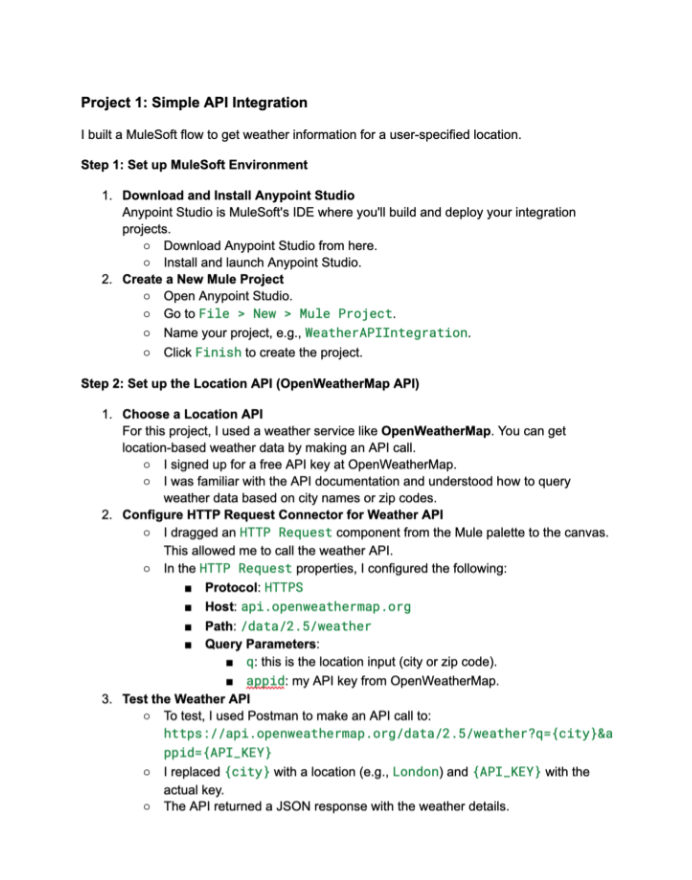 Project 1: Simple API Integration
I built a MuleSoft flow to get weather information for a user-specified location.
Step 1: Set up MuleSoft Environment
1. Download and Install Anypoint Studio
Anypoint Studio is MuleSoft's IDE where you'll build and deploy your integration
projects.
○ Download Anypoint Studio from here.
○ Install and launch Anypoint Studio.
2. Create a New Mule Project
○ Open Anypoint Studio.
○ Go to File > New > Mule Project.
○ Name your project, e.g., WeatherAPIIntegration.
○ Click Finish to create the project.
Step 2: Set up the Location API (OpenWeatherMap API)
1. Choose a Location API
For this project, I used a weather service like OpenWeatherMap. You can get
location-based weather data by making an API call.
○ I signed up for a free API key at OpenWeatherMap.
○ I was familiar with the API documentation and understood how to query
weather data based on city names or zip codes.
2. Configure HTTP Request Connector for Weather API
○ I dragged an HTTP Request component from the Mule palette to the canvas.
This allowed me to call the weather API.
○ In the HTTP Request properties, I configured the following:
■ Protocol: HTTPS
■ Host: api.openweathermap.org
■ Path: /data/2.5/weather
■ Query Parameters:
■ q: this is the location input (city or zip code).
■ appid: my API key from OpenWeatherMap.
3. Test the Weather API
○ To test, I used Postman to make an API call to:
https://api.openweathermap.org/data/2.5/weather?q={city}&a
ppid={API_KEY}
○ I replaced {city} with a location (e.g., London) and {API_KEY} with the
actual key.
○ The API returned a JSON response with the weather details.